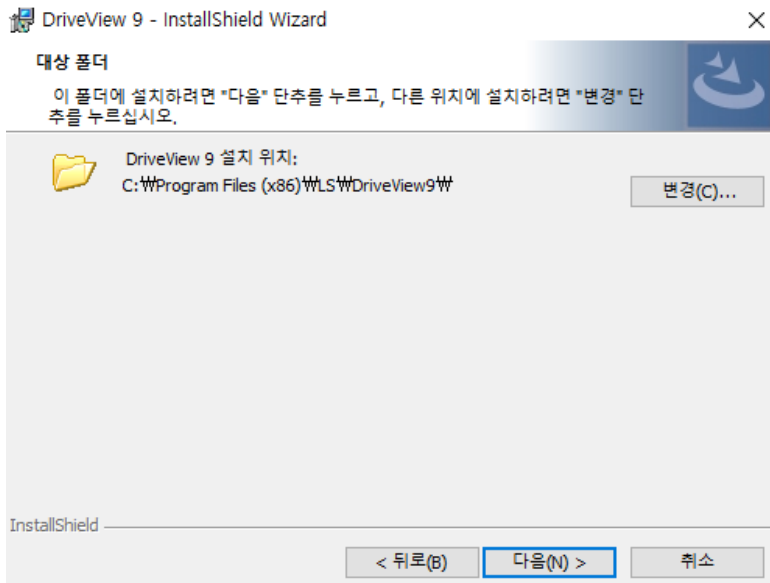 DriveView 9 - InstallShield Wizard
대상 폴더
이 폴더에 설치하려면 "다음" 단추를 누르고, 다른 위치에 설치하려면 "변경" 단
추를 누르십시오.
DriveView 9 설치 위치:
C:₩Program Files (x86)₩LS₩DriveView9₩
변경(C)...
InstallShield
< 뒤로(B)
다음(N) >
취소